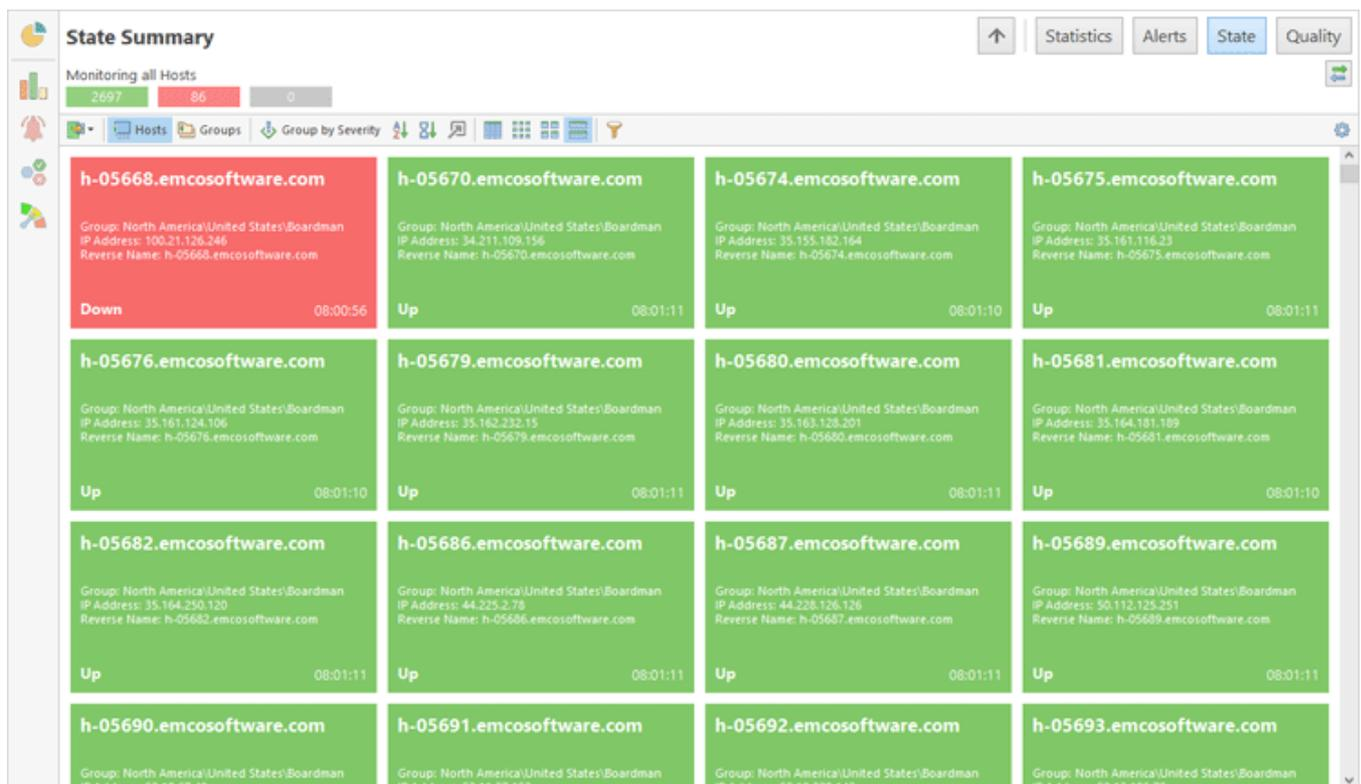 State Summary
Statistics Alerts State Quality
Monitoring all Hosts
2697 86 0
Hosts Groups Group by Severity
h-05668.emcosoftware.com
Group: North America\United States\Boardman
IP Address: 100.21.126.246
Reverse Name: h-05668.emcosoftware.com
Down 08:00:56
h-05670.emcosoftware.com
Group: North America\United States\Boardman
IP Address: 34.211.109.156
Reverse Name: h-05670.emcosoftware.com
Up 08:01:11
h-05674.emcosoftware.com
Group: North America\United States\Boardman
IP Address: 35.155.182.164
Reverse Name: h-05674.emcosoftware.com
Up 08:01:10
h-05675.emcosoftware.com
Group: North America\United States\Boardman
IP Address: 35.161.116.23
Reverse Name: h-05675.emcosoftware.com
Up 08:01:11
h-05676.emcosoftware.com
Group: North America\United States\Boardman
IP Address: 35.161.124.106
Reverse Name: h-05676.emcosoftware.com
Up 08:01:10
h-05679.emcosoftware.com
Group: North America\United States\Boardman
IP Address: 35.162.232.15
Reverse Name: h-05679.emcosoftware.com
Up 08:01:11
h-05680.emcosoftware.com
Group: North America\United States\Boardman
IP Address: 35.163.128.201
Reverse Name: h-05680.emcosoftware.com
Up 08:01:11
h-05681.emcosoftware.com
Group: North America\United States\Boardman
IP Address: 35.164.181.189
Reverse Name: h-05681.emcosoftware.com
Up 08:01:10
h-05682.emcosoftware.com
Group: North America\United States\Boardman
IP Address: 35.164.250.120
Reverse Name: h-05682.emcosoftware.com
Up 08:01:11
h-05686.emcosoftware.com
Group: North America\United States\Boardman
IP Address: 44.225.2.78
Reverse Name: h-05686.emcosoftware.com
Up 08:01:11
h-05687.emcosoftware.com
Group: North America\United States\Boardman
IP Address: 44.228.126.126
Reverse Name: h-05687.emcosoftware.com
Up 08:01:11
h-05689.emcosoftware.com
Group: North America\United States\Boardman
IP Address: 50.112.125.251
Reverse Name: h-05689.emcosoftware.com
Up 08:01:11
h-05690.emcosoftware.com
Group: North America\United States\Boardman
h-05691.emcosoftware.com
Group: North America\United States\Boardman
h-05692.emcosoftware.com
Group: North America\United States\Boardman
h-05693.emcosoftware.com
Group: North America\United States\Boardman